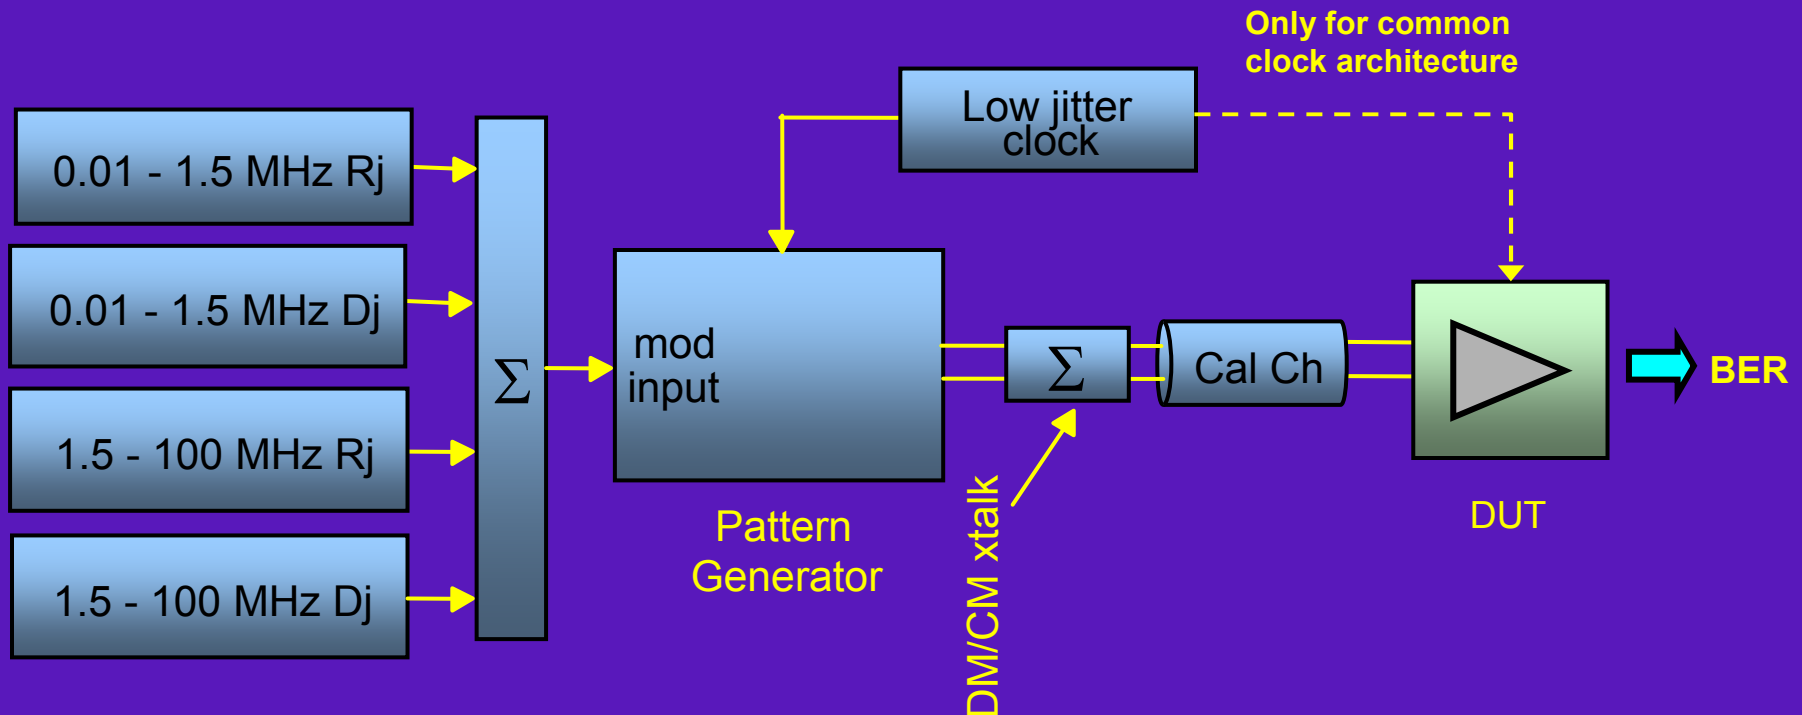 Only for common
clock architecture
Low jitter
clock
0.01 - 1.5 MHz Rj
0.01 - 1.5 MHz Dj
1.5 - 100 MHz Rj
1.5 - 100 MHz Dj
Σ
mod
input
Pattern
Generator
Σ
DM/CM xtalk
Cal Ch
DUT
BER